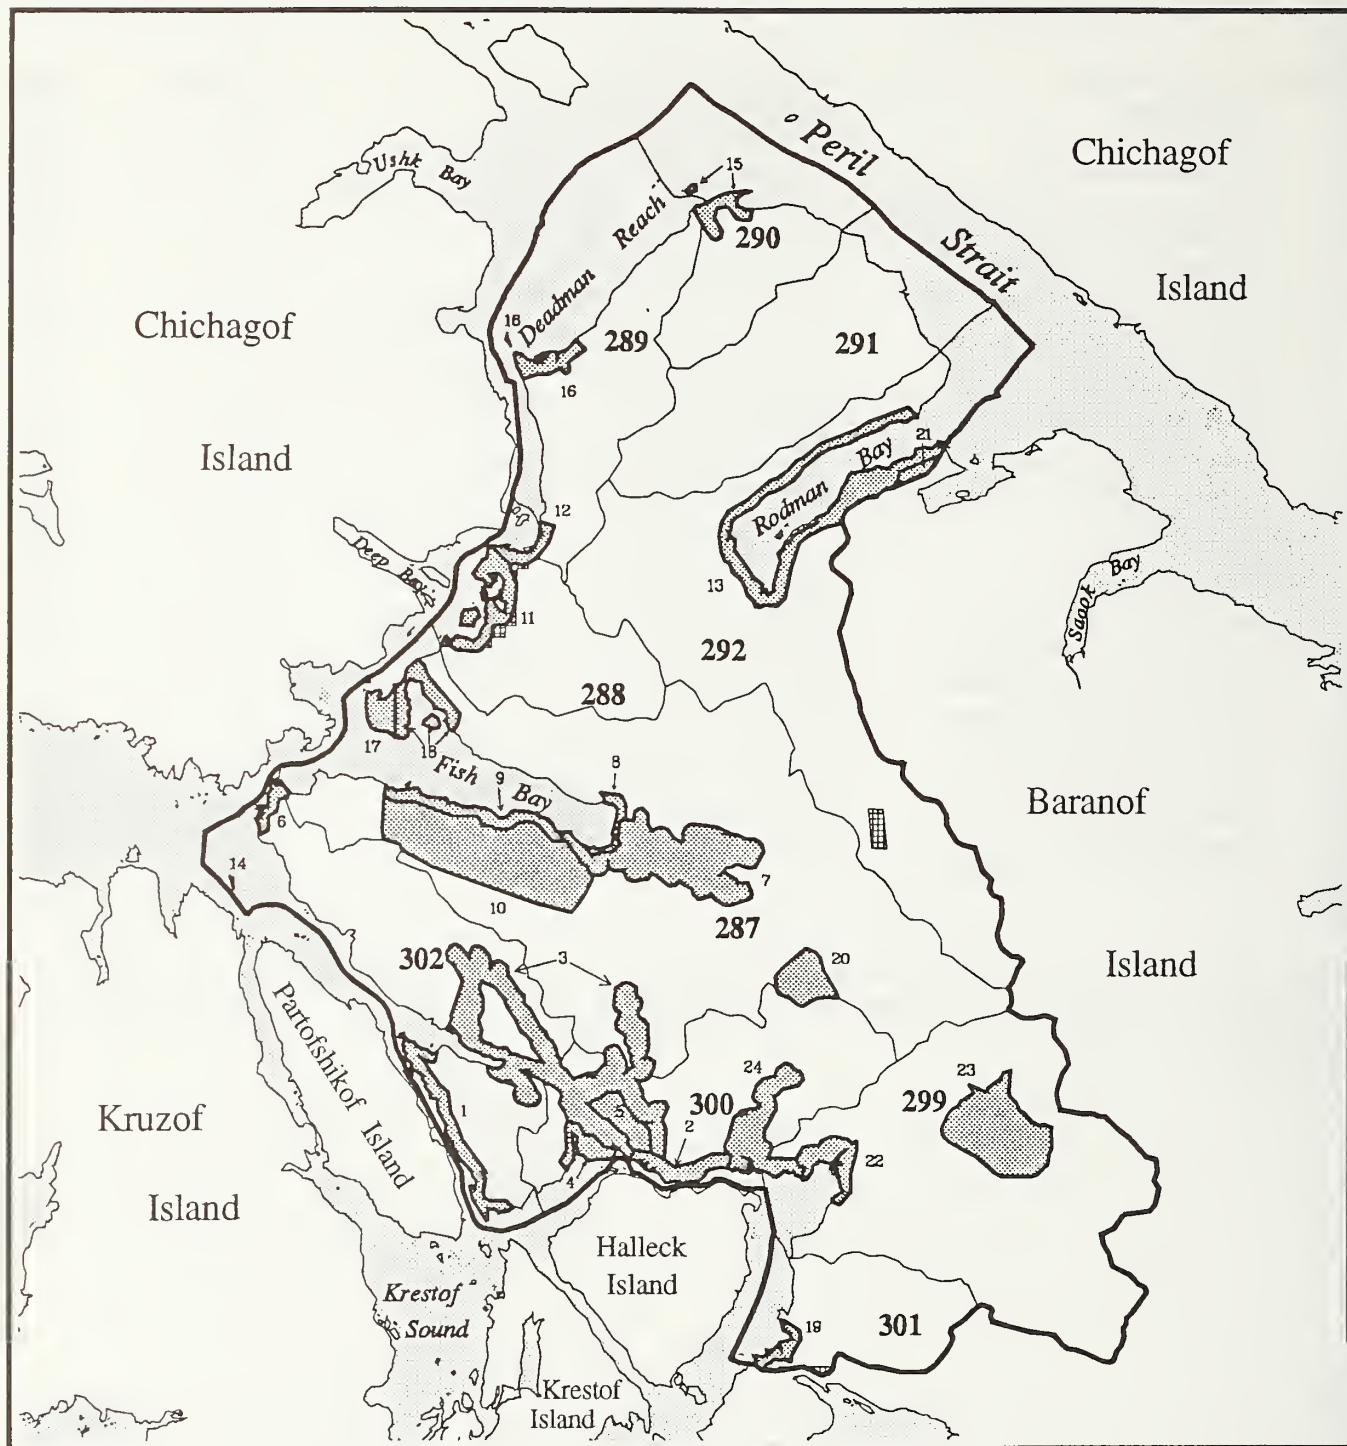 Peril
Strait
Chichagof
Island
Ushk
Bay
15
Reach
290
Deadman
18
289
16
291
Chichagof
Island
21
Bay
Rodman
12
Deep
Bay
11
13
Saook
Bay
292
288
17
18
Fish
Bay
9
8
6
14
10
7
287
Baranof
Island
302
3
20
Partofshikof
Island
24
23
299
1
5
300
2
22
4
Kruzof
Island
Halleck
Island
Krestof
Sound
19
301
Krestof
Island